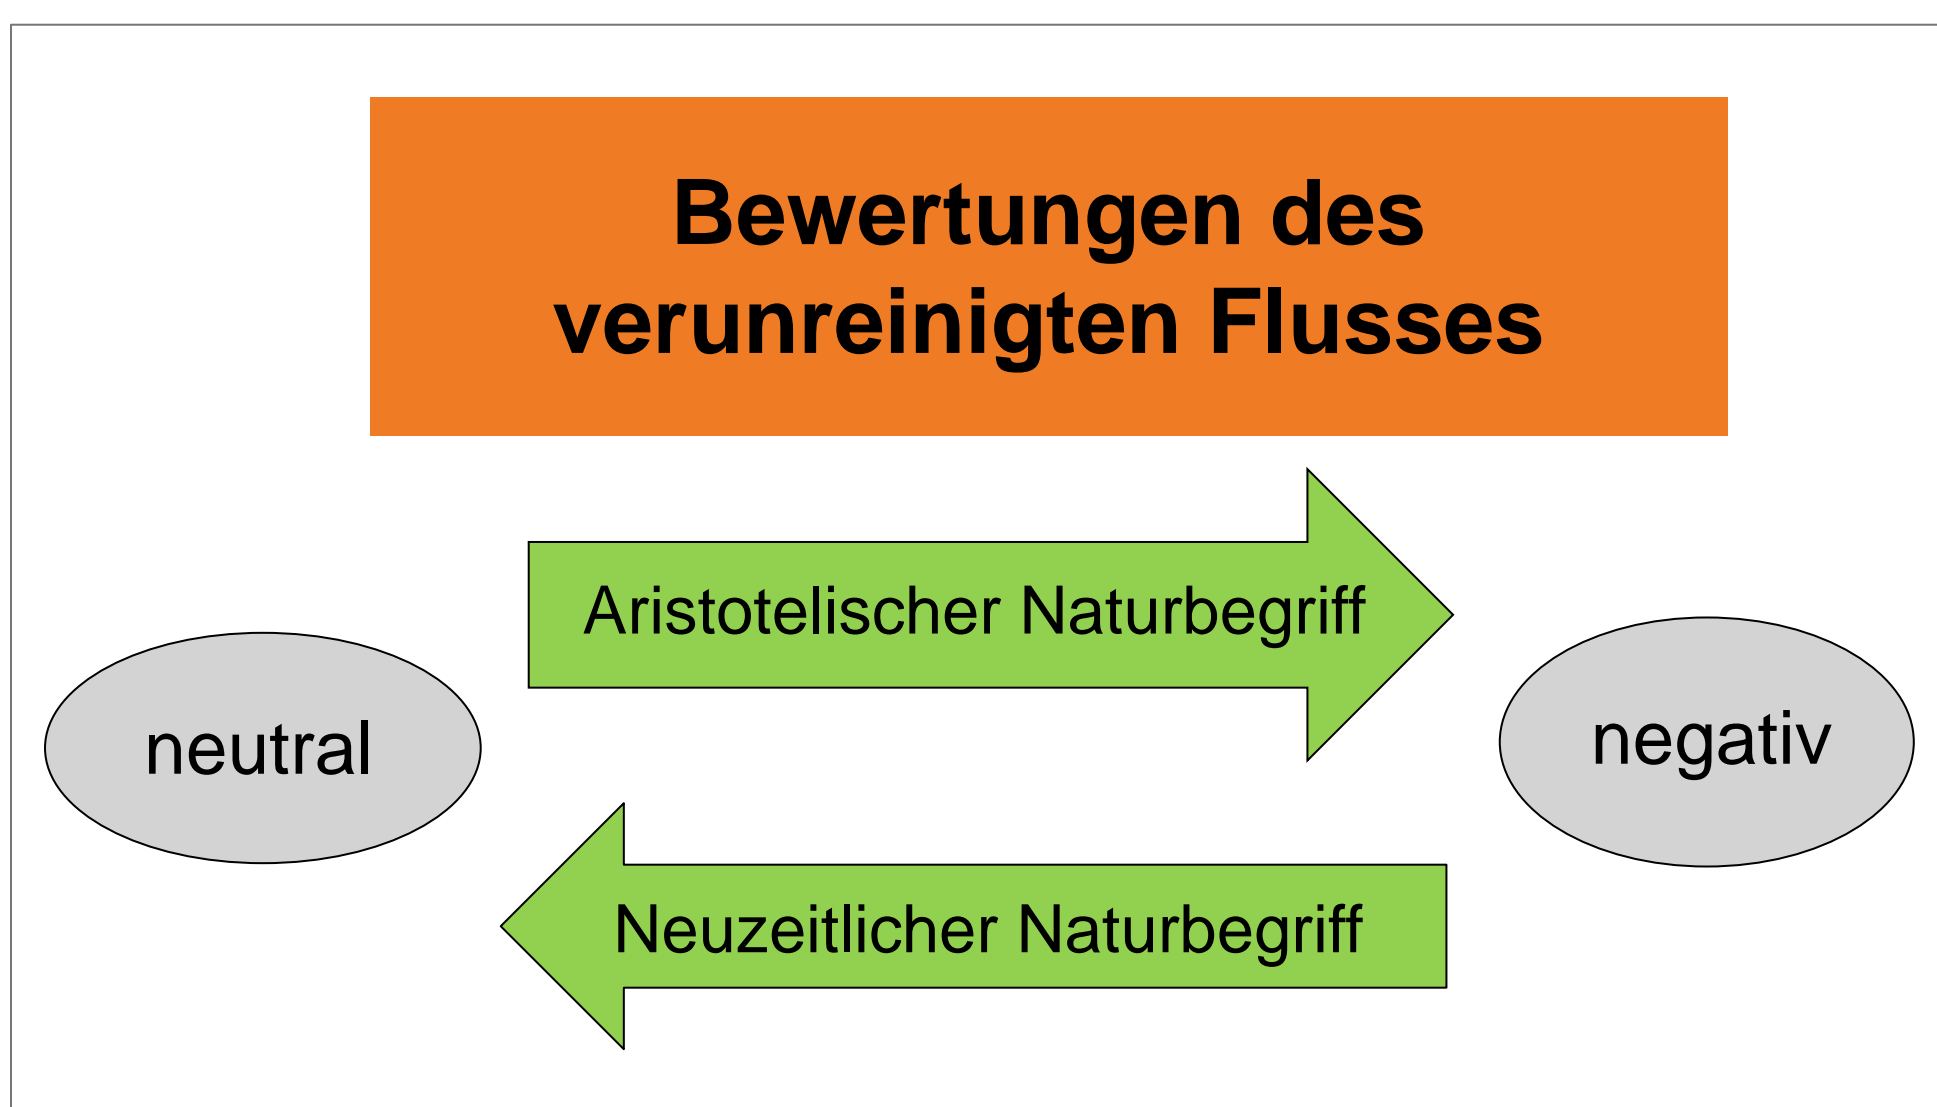 Bewertungen des
verunreinigten Flusses
Aristotelischer Naturbegriff
neutral
negativ
Neuzeitlicher Naturbegriff